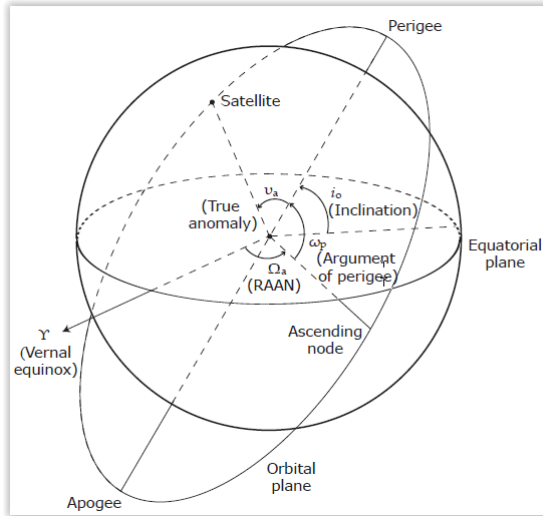 Perigee
Satellite
υa
io
(True
anomaly)
(Inclination)
ωp
Equatorial
plane
(Argument
of perigee)
Ωa
(RAAN)
ϒ
(Vernal
equinox)
Ascending
node
Orbital
plane
Apogee